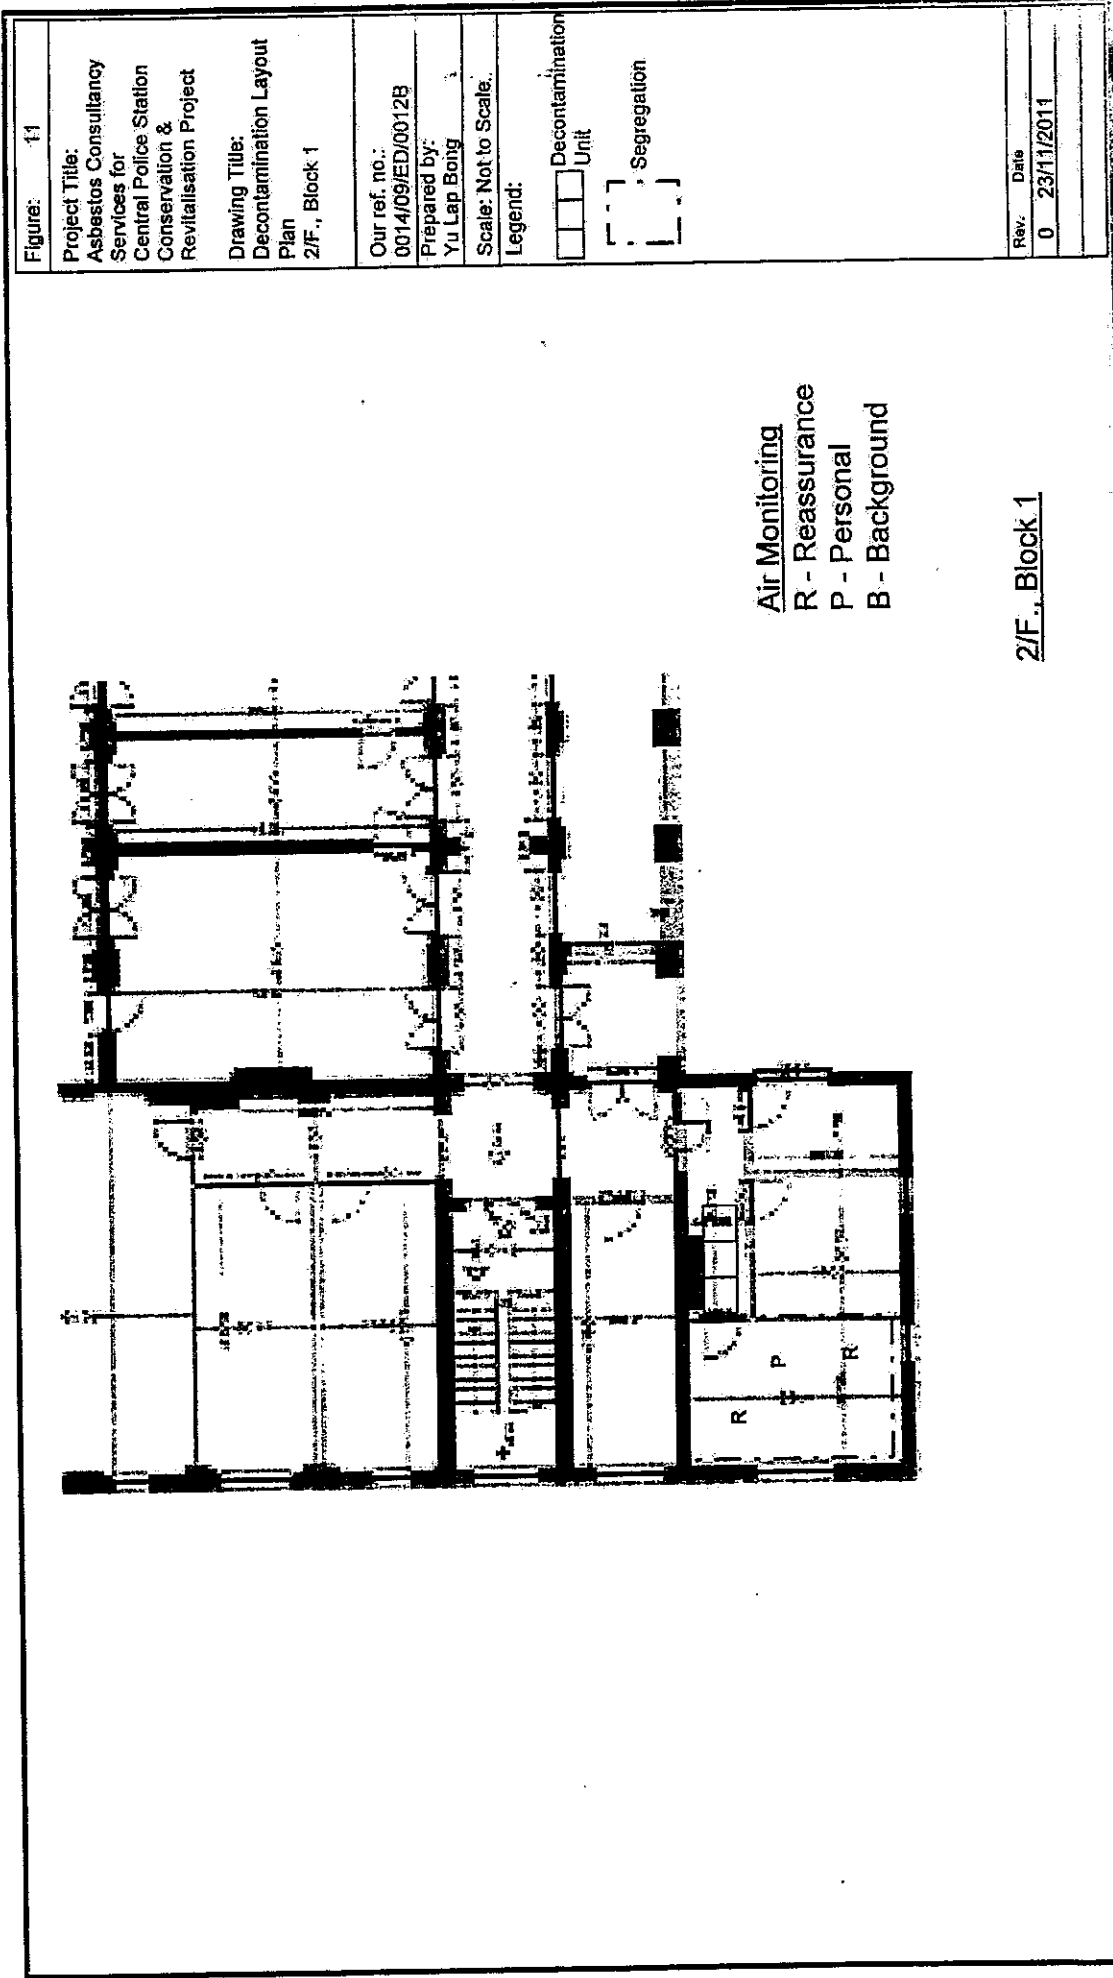 Figure: 11
Project Title:
Asbestos Consultancy
Services for
Central Police Station
Conservation &
Revitalisation Project
Drawing Title:
Decontamination Layout
Plan
2/F., Block 1
Our ref. no.:
0014/09/ED/0012B
Prepared by:
Yu Lap Bong
Scale: Not to Scale.
Legend:
Decontamination
Unit
Segregation
Rev. Date
0 23/11/2011
Air Monitoring
R - Reassurance
P - Personal
B - Background
2/F., Block 1
R
P
R